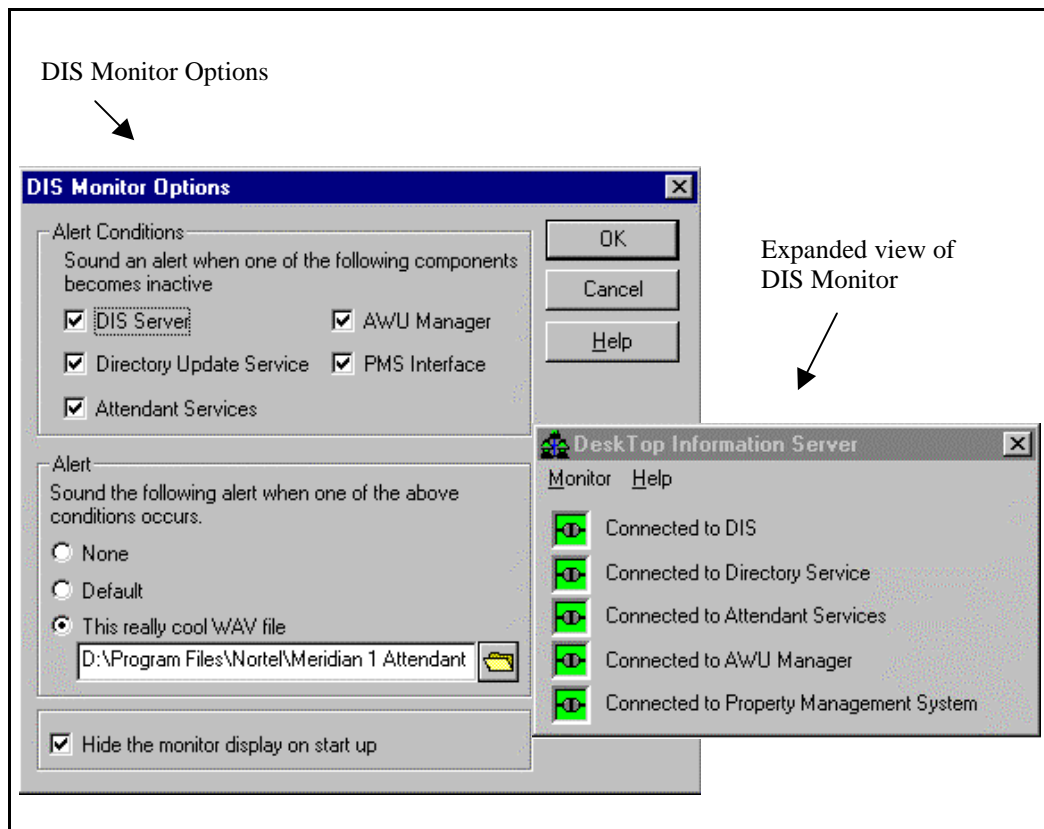 DIS Monitor Options
DIS Monitor Options
Alert Conditions
Sound an alert when one of the following components
becomes inactive
DIS Server
AWU Manager
Directory Update Service
PMS Interface
Attendant Services
OK
Cancel
Help
Alert
Sound the following alert when one of the above
conditions occurs.
None
Default
This really cool WAV file
D:\Program Files\Nortel\Meridian 1 Attendant
Hide the monitor display on start up
Expanded view of
DIS Monitor
DeskTop Information Server
Monitor Help
Connected to DIS
Connected to Directory Service
Connected to Attendant Services
Connected to AWU Manager
Connected to Property Management System